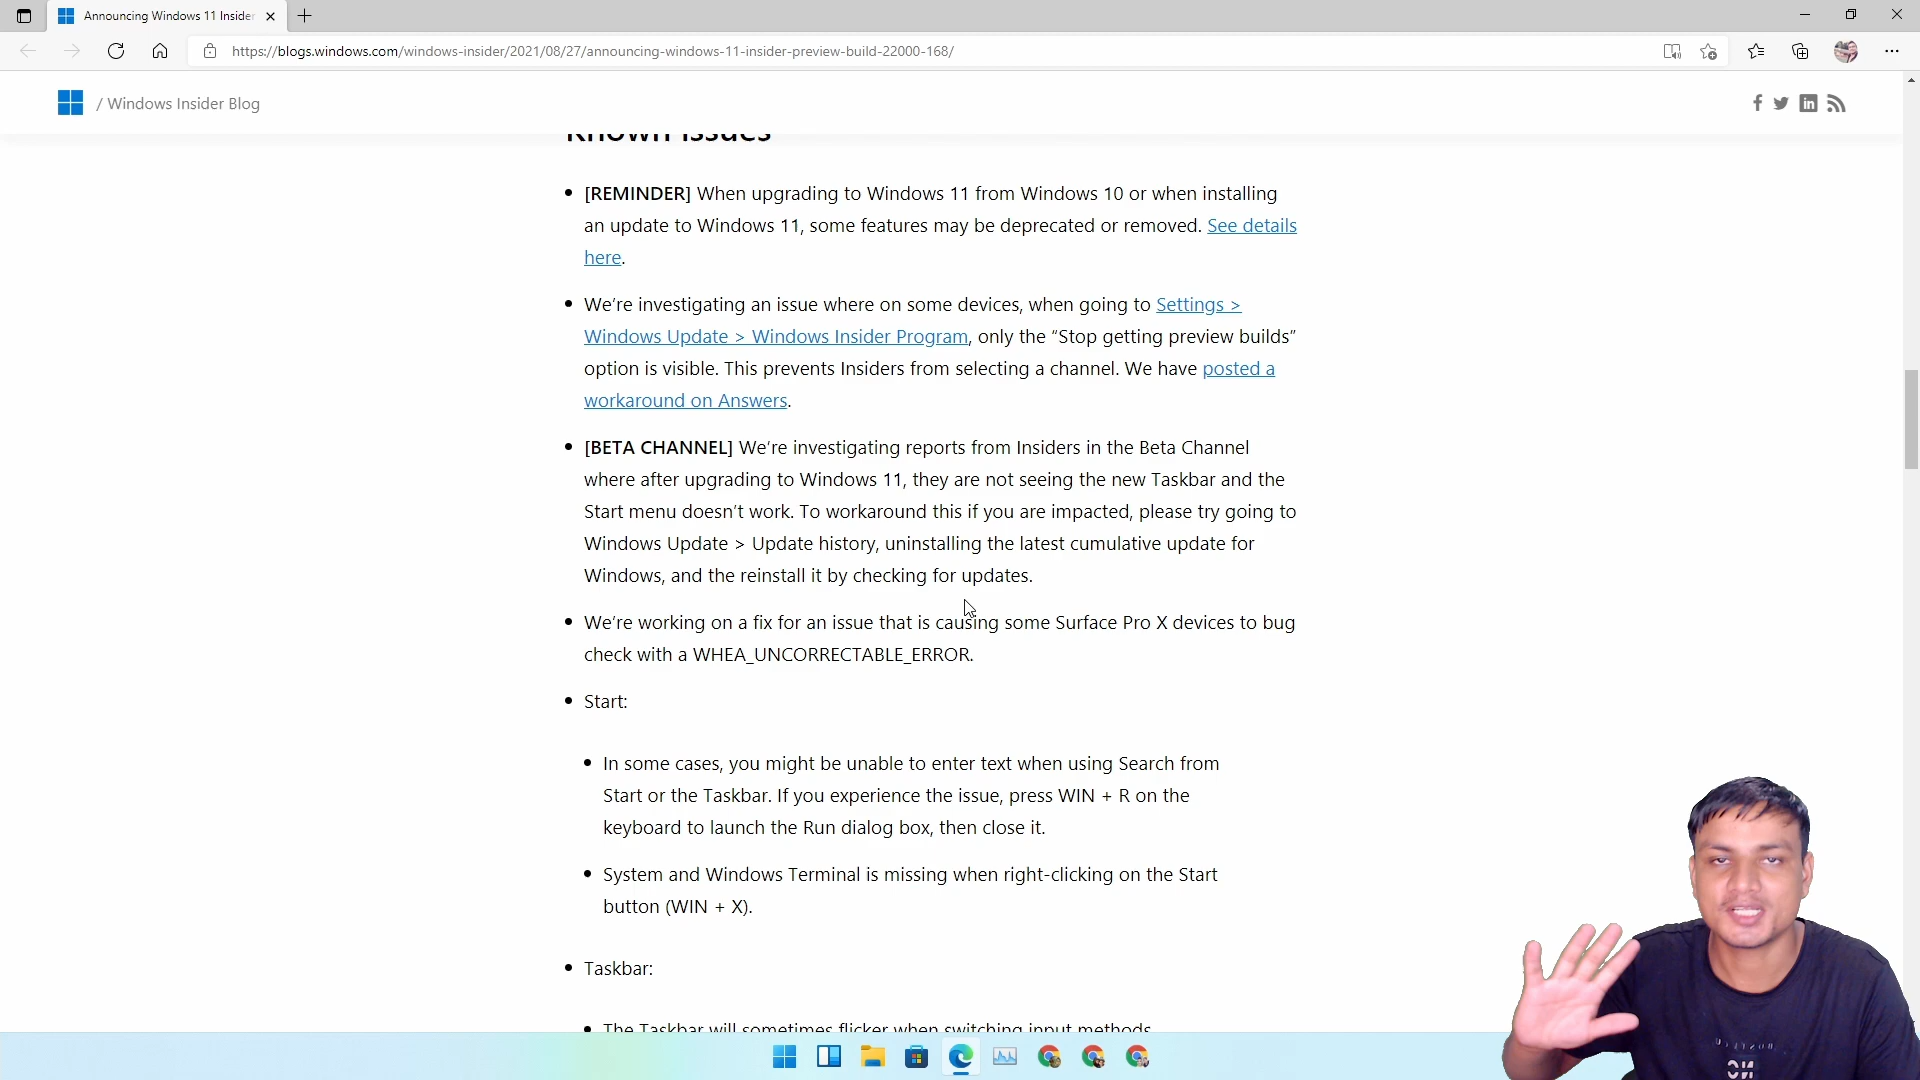 Announcing Windows 11 Insider
https://blogs.windows.com/windows-insider/2021/08/27/announcing-windows-11-insider-preview-build-22000-168/
/ Windows Insider Blog
Known issues
[REMINDER] When upgrading to Windows 11 from Windows 10 or when installing
an update to Windows 11, some features may be deprecated or removed. See details
here.
We’re investigating an issue where on some devices, when going to Settings >
Windows Update > Windows Insider Program, only the “Stop getting preview builds”
option is visible. This prevents Insiders from selecting a channel. We have posted a
workaround on Answers.
[BETA CHANNEL] We’re investigating reports from Insiders in the Beta Channel
where after upgrading to Windows 11, they are not seeing the new Taskbar and the
Start menu doesn’t work. To workaround this if you are impacted, please try going to
Windows Update > Update history, uninstalling the latest cumulative update for
Windows, and the reinstall it by checking for updates.
We’re working on a fix for an issue that is causing some Surface Pro X devices to bug
check with a WHEA_UNCORRECTABLE_ERROR.
Start:
In some cases, you might be unable to enter text when using Search from
Start or the Taskbar. If you experience the issue, press WIN + R on the
keyboard to launch the Run dialog box, then close it.
System and Windows Terminal is missing when right-clicking on the Start
button (WIN + X).
Taskbar:
The Taskbar will sometimes flicker when switching input methods.